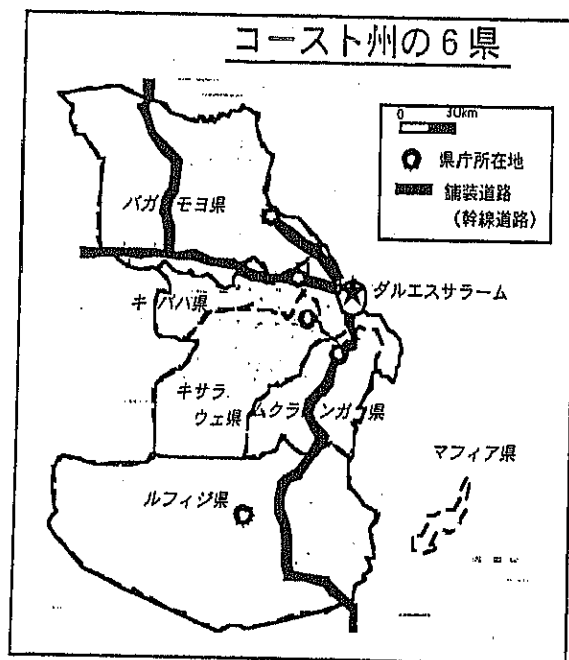 コースト州の6県
0 30km
県庁所在地
舗装道路
(幹線道路)
バガモヨ県
ダルエスサラーム
キババ県
キサラ
ウェ県
ムクランガ県
マフィア県
ルフィジ県